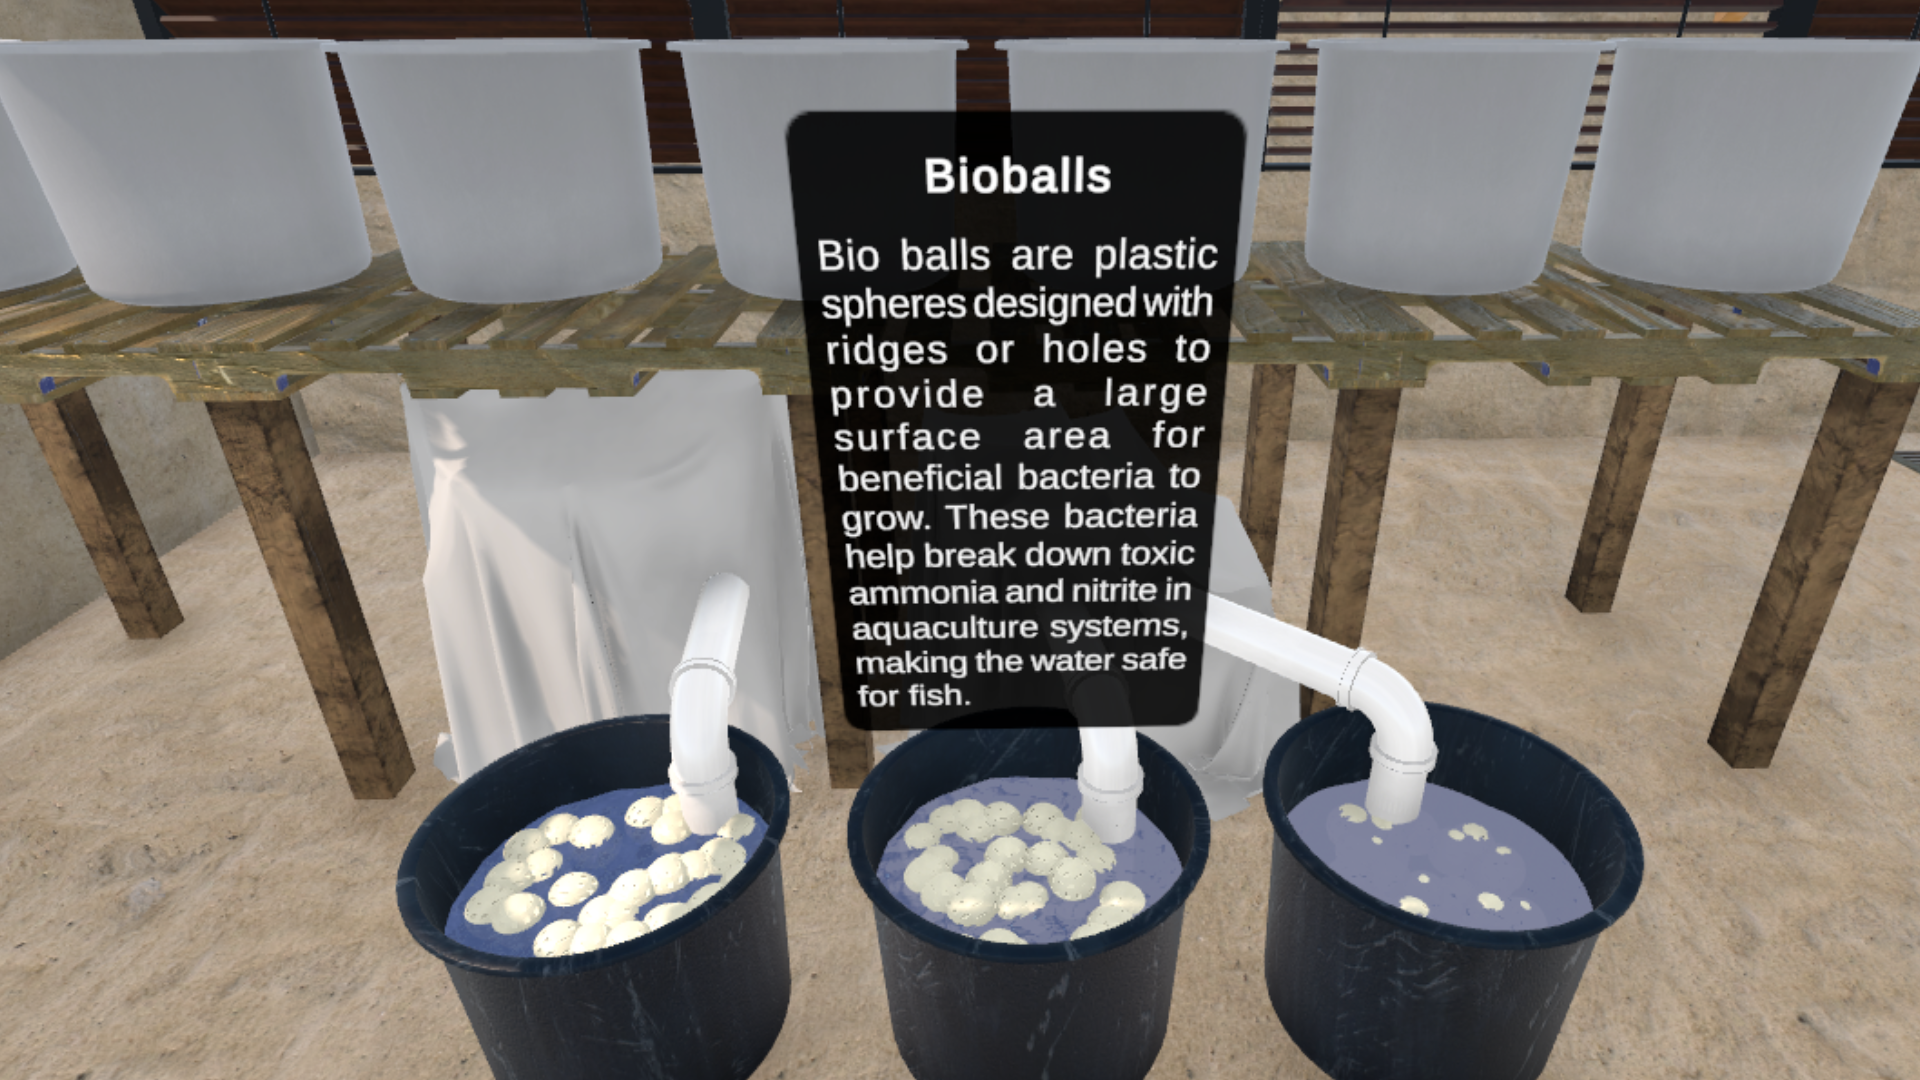 Bioballs
Bio balls are plastic
spheres designed with
ridges or holes to
provide a large
surface area for
beneficial bacteria to
grow. These bacteria
help break down toxic
ammonia and nitrite in
aquaculture systems,
making the water safe
for fish.